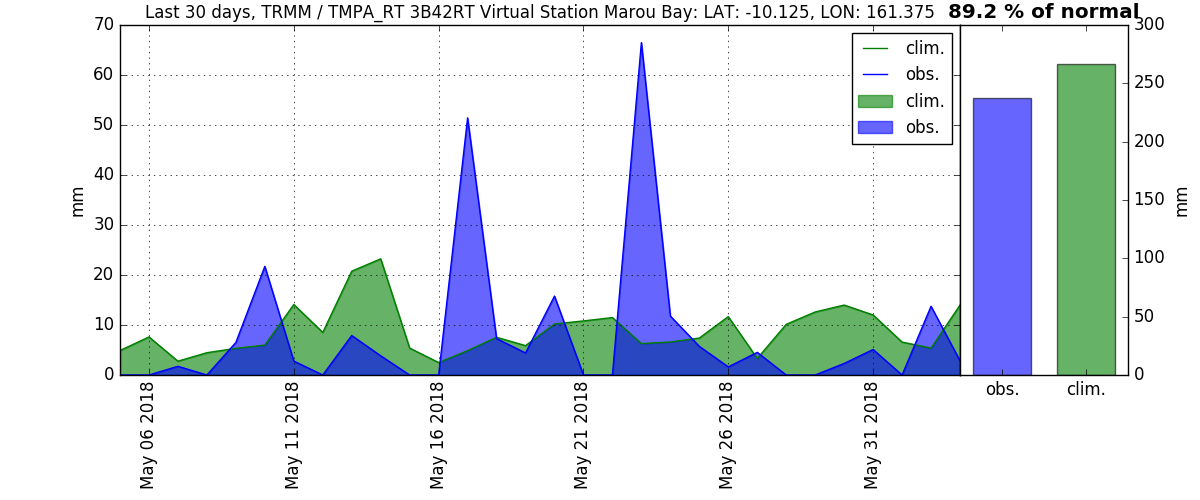 Last 30 days, TRMM / TMPA_RT 3B42RT Virtual Station Marou Bay: LAT: -10.125, LON: 161.375
89.2 % of normal
clim.
obs.
clim.
obs.
70
60
50
40
30
20
10
0
mm
May 06 2018
May 11 2018
May 16 2018
May 21 2018
May 26 2018
May 31 2018
300
250
200
150
100
50
0
mm
obs.
clim.